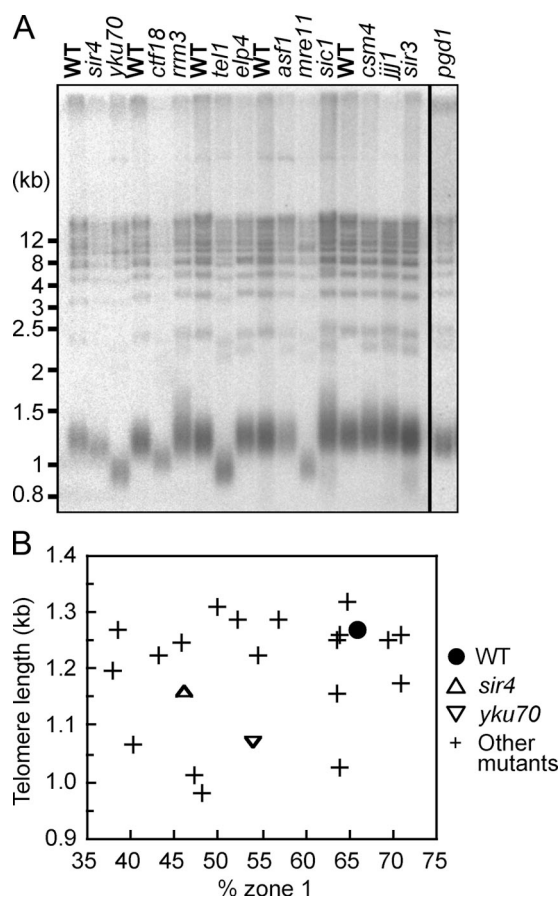 A
WT sir4 yku70 WT ctf18 rrm3 WT tel1 elp4 WT asf1 mre11 sic1 WT csm4 jjj1 sir3 pgd1
(kb)
12
8
4
3
2.5
2
1.5
1
0.8
B
Telomere length (kb)
1.4
1.3
1.2
1.1
1.0
0.9
35 40 45 50 55 60 65 70 75
% zone 1
WT
sir4
yku70
+ Other
mutants